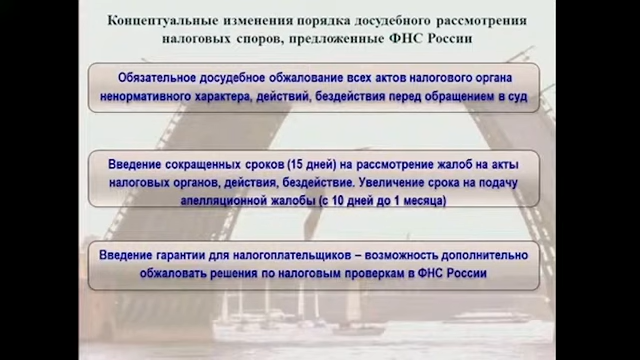 Концептуальные изменения порядка досудебного рассмотрения
налоговых споров, предложенные ФНС России
Обязательное досудебное обжалование всех актов налогового органа
ненормативного характера, действий, бездействия перед обращением в суд
Введение сокращенных сроков (15 дней) на рассмотрение жалоб на акты
налоговых органов, действия, бездействие. Увеличение срока на подачу
апелляционной жалобы (с 10 дней до 1 месяца)
Введение гарантии для налогоплательщиков – возможность дополнительно
обжаловать решения по налоговым проверкам в ФНС России